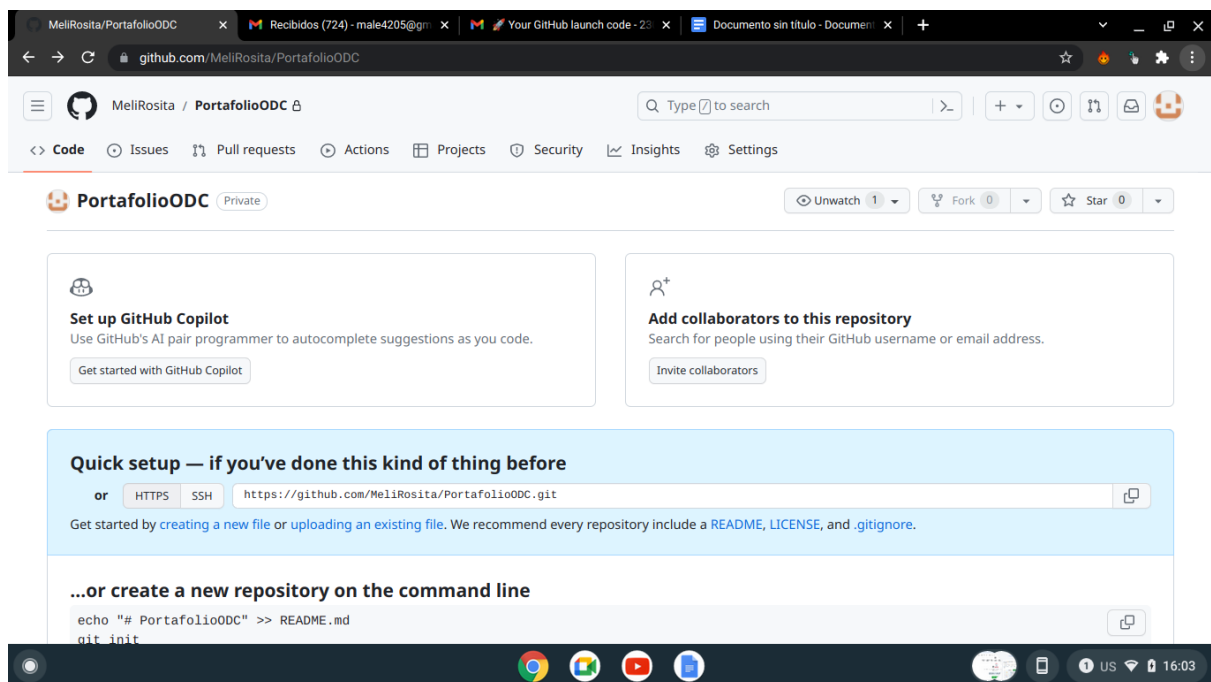 MeliRosita/PortafolioODC
Recibidos (724) - male4205@gm
Your GitHub launch code - 23
Documento sin título - Document
github.com/MeliRosita/PortafolioODC
MeliRosita / PortafolioODC
Type / to search
Code
Issues
Pull requests
Actions
Projects
Security
Insights
Settings
PortafolioODC Private
Unwatch 1
Fork 0
Star 0
Set up GitHub Copilot
Use GitHub's AI pair programmer to autocomplete suggestions as you code.
Get started with GitHub Copilot
Add collaborators to this repository
Search for people using their GitHub username or email address.
Invite collaborators
Quick setup — if you’ve done this kind of thing before
or HTTPS SSH https://github.com/MeliRosita/PortafolioODC.git
Get started by creating a new file or uploading an existing file. We recommend every repository include a README, LICENSE, and .gitignore.
…or create a new repository on the command line
echo "# PortafolioODC" >> README.md
git init
1 US 16:03